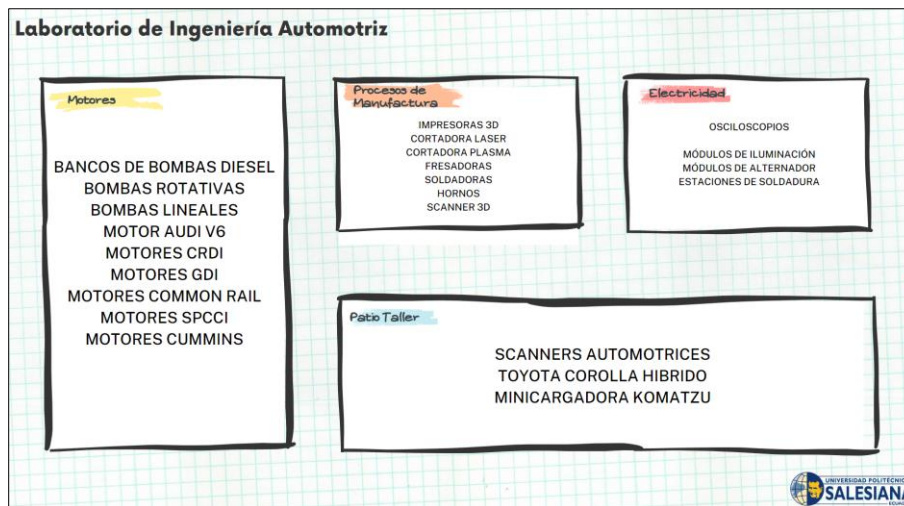 Laboratorio de Ingeniería Automotriz
Motores
BANCOS DE BOMBAS DIESEL
BOMBAS ROTATIVAS
BOMBAS LINEALES
MOTOR AUDI V6
MOTORES CRDI
MOTORES GDI
MOTORES COMMON RAIL
MOTORES SPCCI
MOTORES CUMMINS
Procesos de
Manufactura
IMPRESORAS 3D
CORTADORA LASER
CORTADORA PLASMA
FRESADORAS
SOLDADORAS
HORNOS
SCANNER 3D
Electricidad
OSCILOSCOPIOS
MÓDULOS DE ILUMINACIÓN
MÓDULOS DE ALTERNADOR
ESTACIONES DE SOLDADURA
Patio Taller
SCANNERS AUTOMOTRICES
TOYOTA COROLLA HIBRIDO
MINICARGADORA KOMATZU
UNIVERSIDAD POLITÉCNIC
SALESIANA